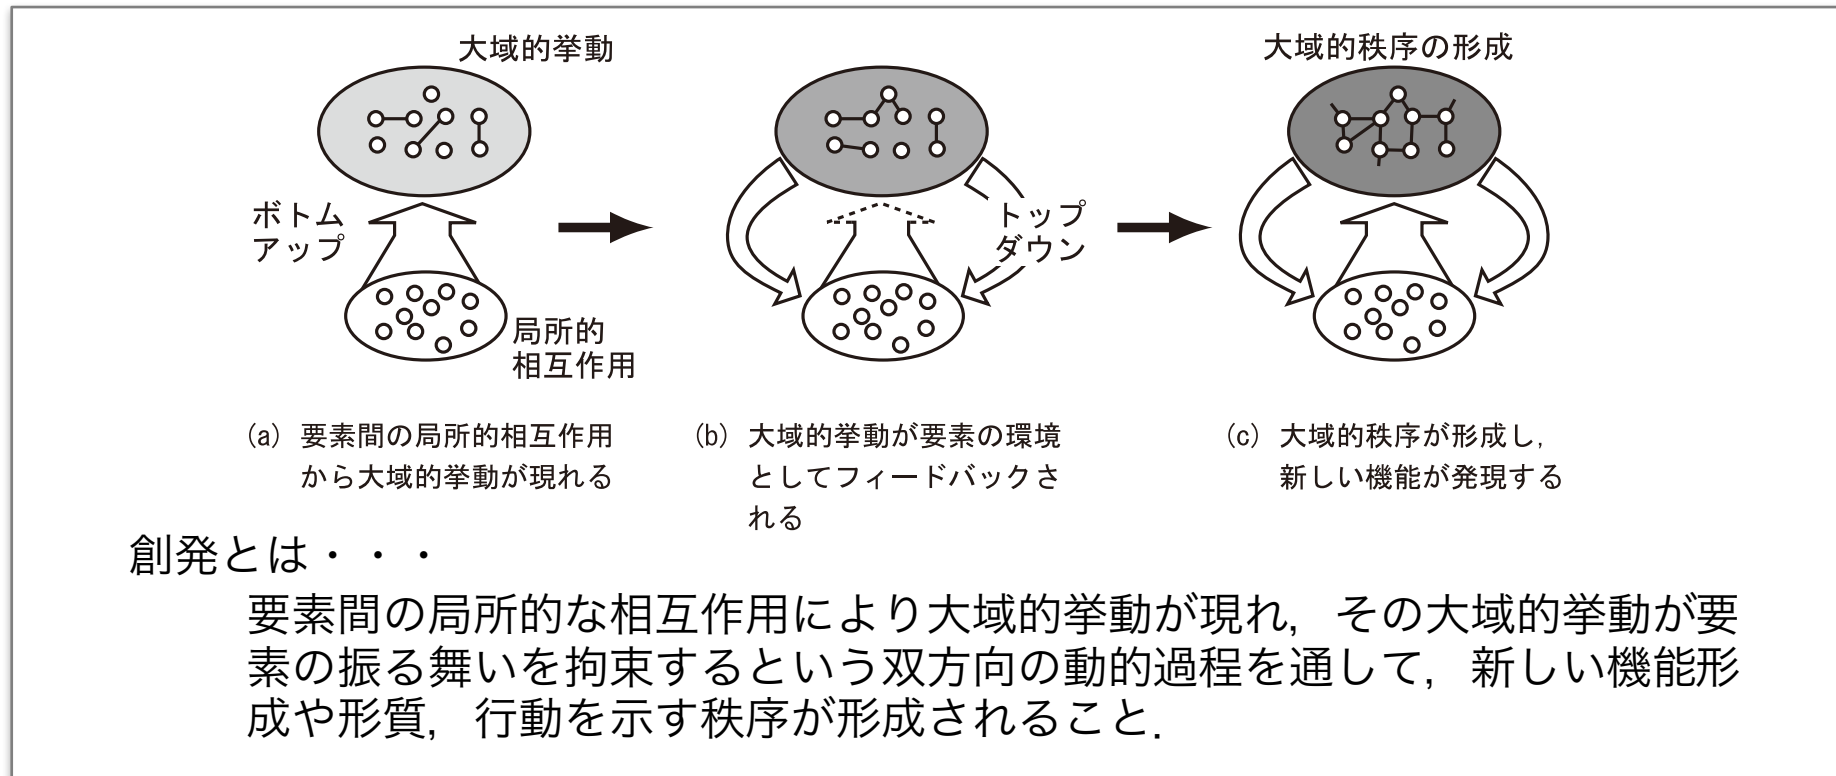 大域的挙動
ボトム
アップ
局所的
相互作用
トップ
ダウン
大域的秩序の形成
(a) 要素間の局所的相互作用
から大域的挙動が現れる
(b) 大域的挙動が要素の環境
としてフィードバックさ
れる
(c) 大域的秩序が形成し,
新しい機能が発現する
創発とは・・・
要素間の局所的な相互作用により大域的挙動が現れ,その大域的挙動が要
素の振る舞いを拘束するという双方向の動的過程を通して,新しい機能形
成や形質,行動を示す秩序が形成されること.